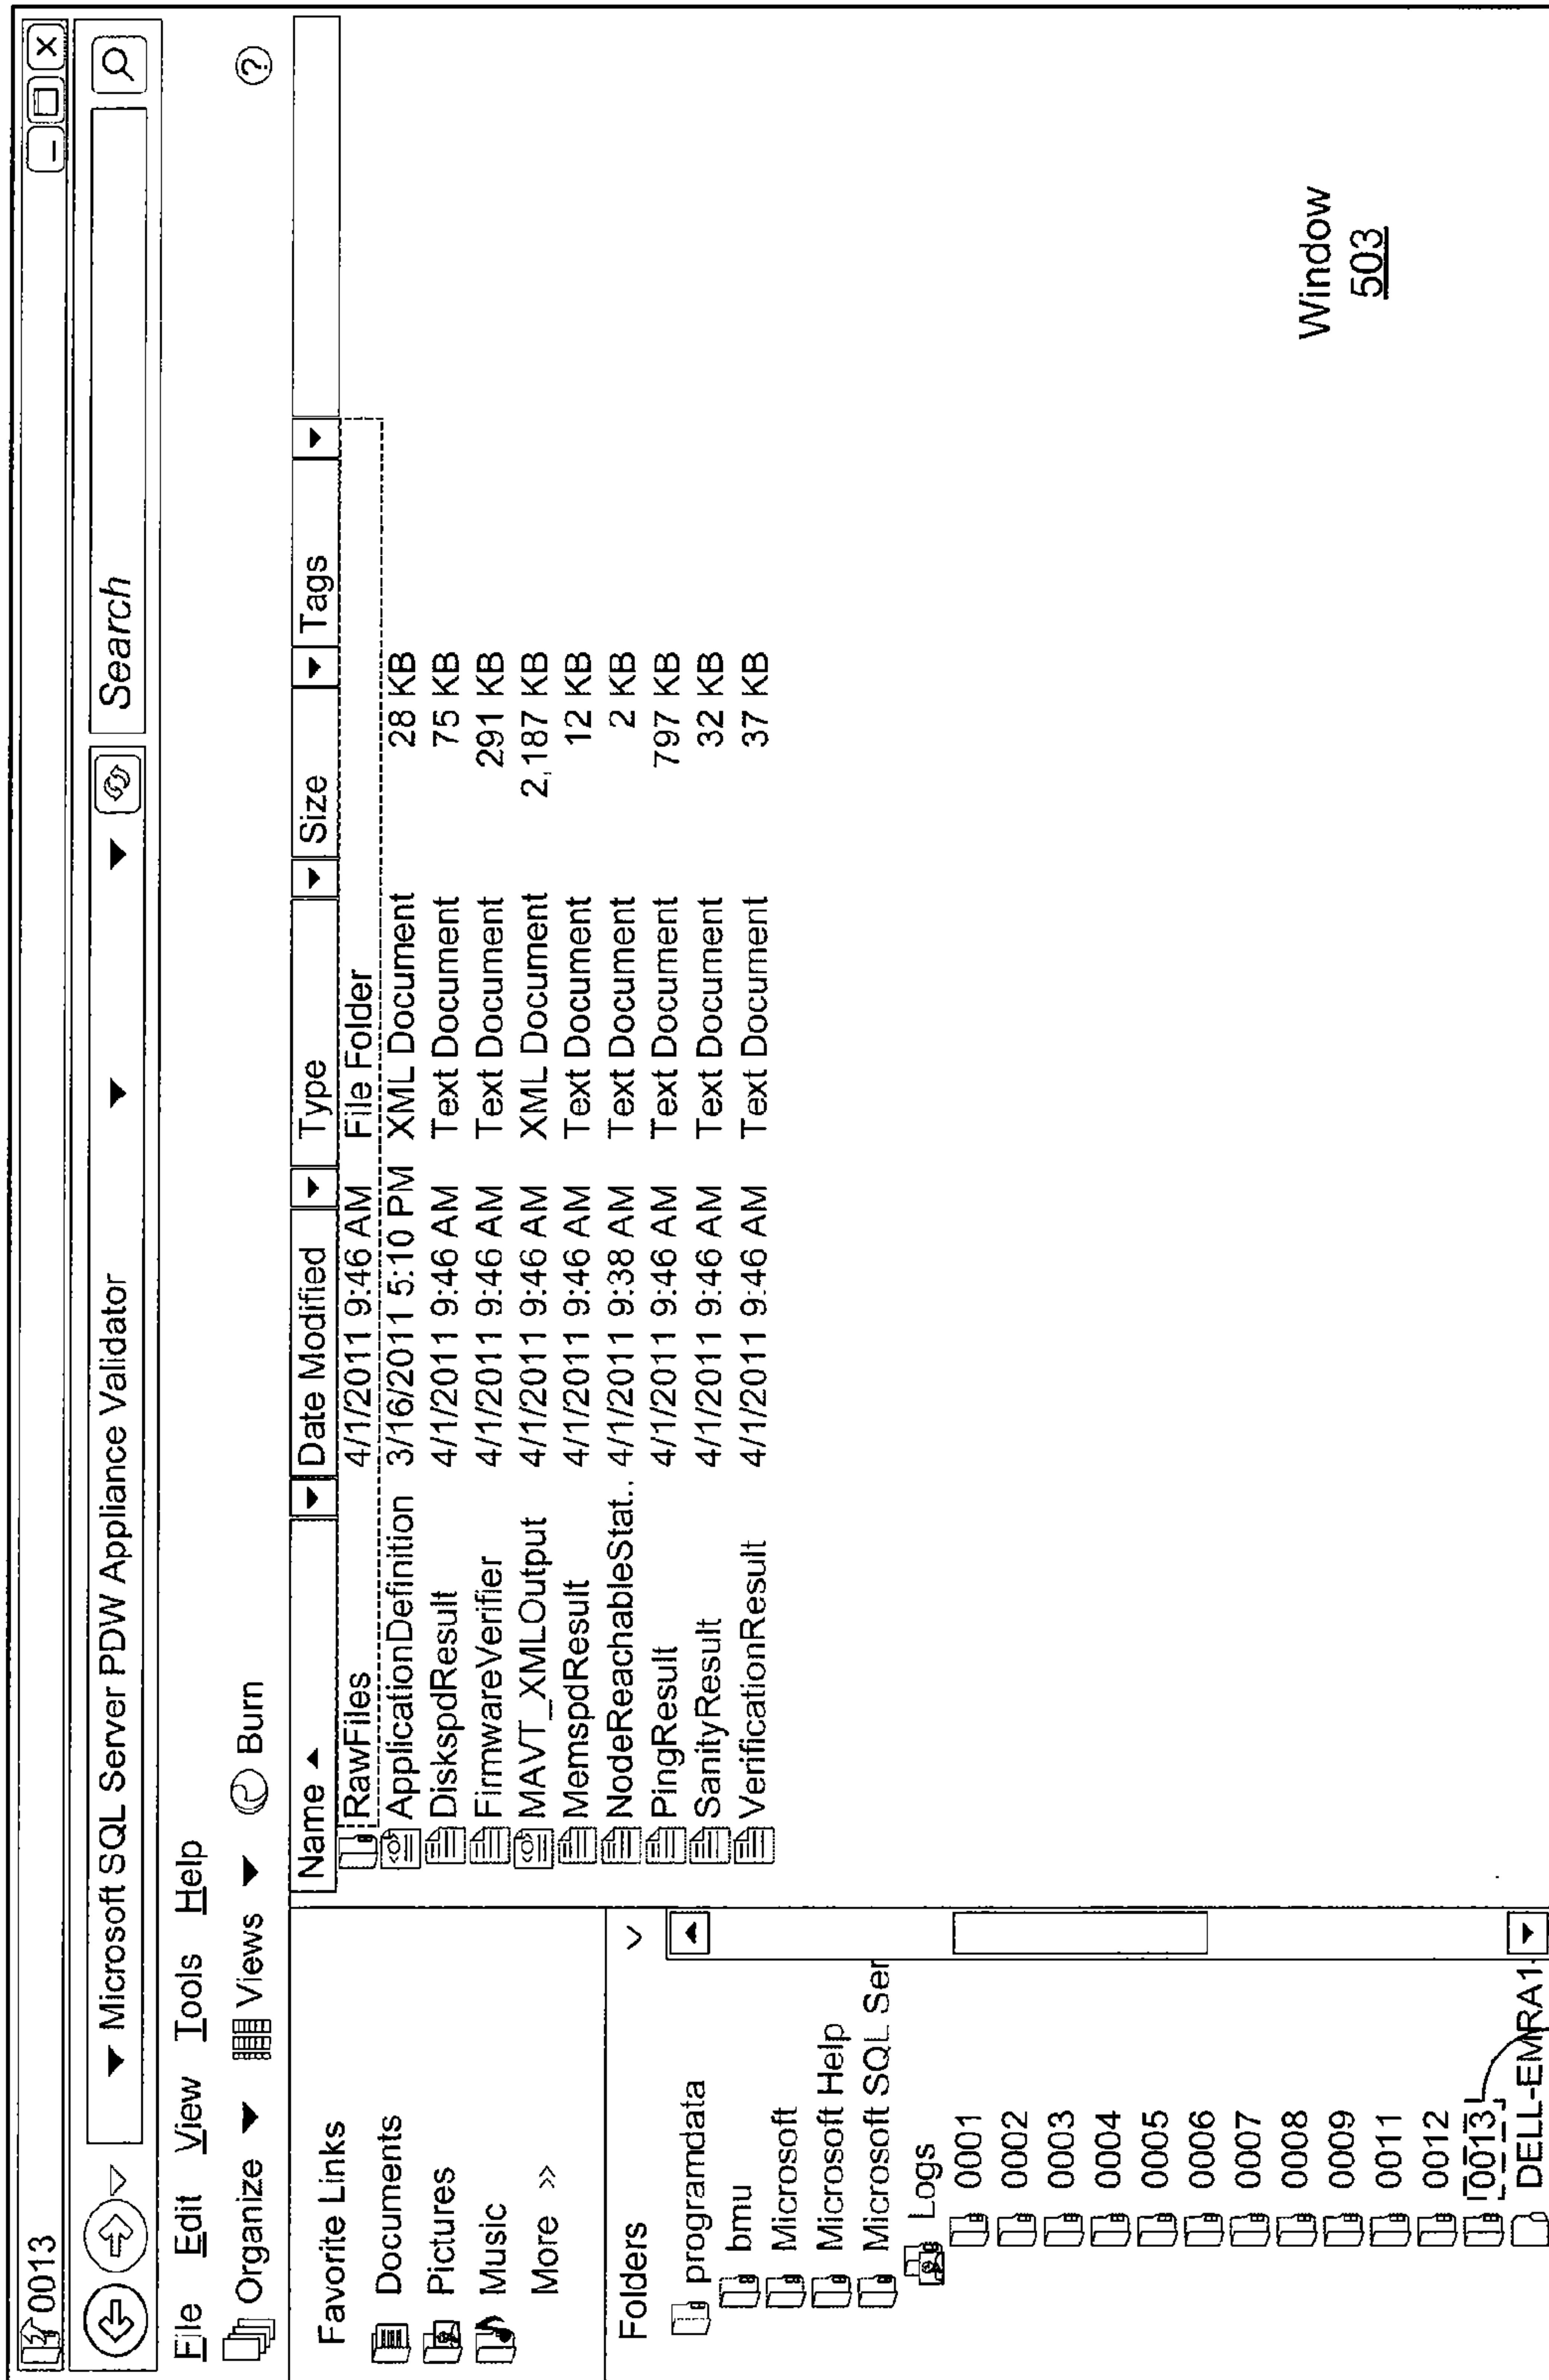 0013
Microsoft SQL Server PDW Appliance Validator
Search
File Edit View Tools Help
Organize Views Burn
?
Favorite Links
Documents
Pictures
Music
More »
Folders
programdata
bmu
Microsoft
Microsoft Help
Microsoft SQL Ser
Logs
0001
0002
0003
0004
0005
0006
0007
0008
0009
0011
0012
0013
DELL-EMRA1-
Name Date Modified Type Size Tags
RawFiles 4/1/2011 9:46 AM File Folder
ApplicationDefinition 3/16/2011 5:10 PM XML Document 28 KB
DiskspdResult 4/1/2011 9:46 AM Text Document 75 KB
FirmwareVerifier 4/1/2011 9:46 AM Text Document 291 KB
MAVT_XMLOutput 4/1/2011 9:46 AM XML Document 2,187 KB
MemspdResult 4/1/2011 9:46 AM Text Document 12 KB
NodeReachableStat.. 4/1/2011 9:38 AM Text Document 2 KB
PingResult 4/1/2011 9:46 AM Text Document 797 KB
SanityResult 4/1/2011 9:46 AM Text Document 32 KB
VerificationResult 4/1/2011 9:46 AM Text Document 37 KB
Window
503